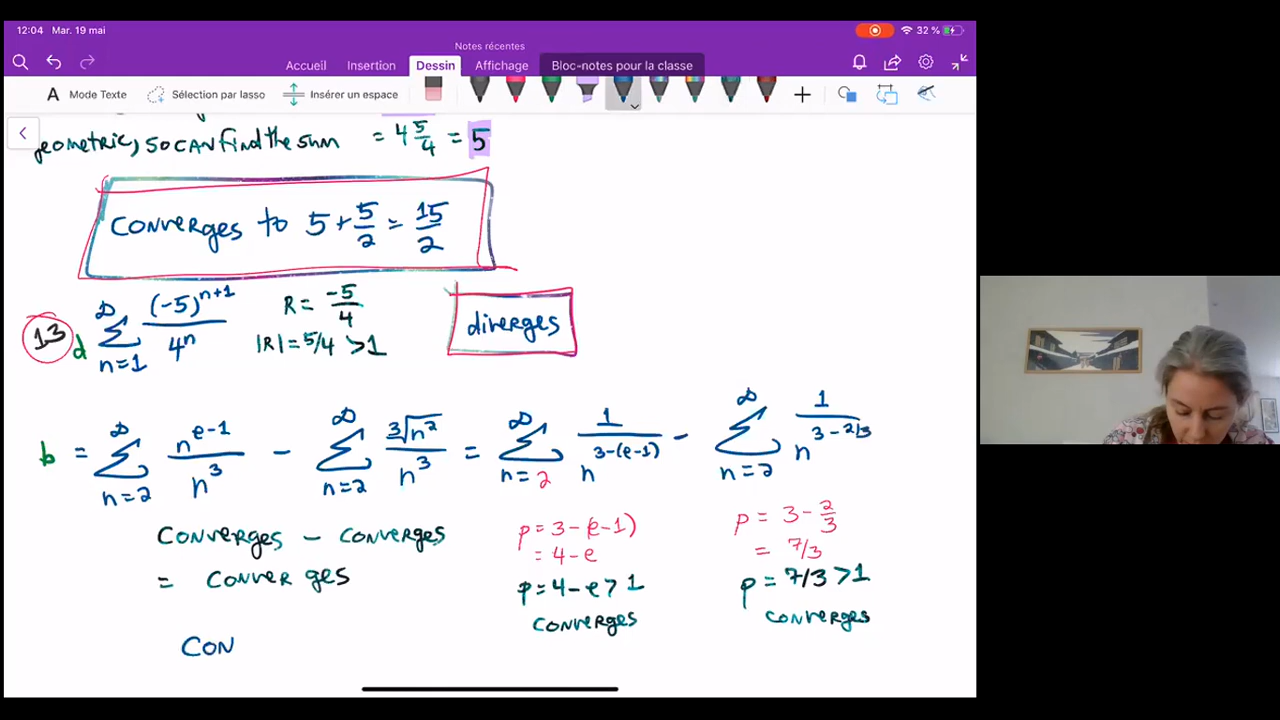 12:04 Mar. 19 mai
32 %
Notes récentes
Accueil Insertion Dessin Affichage Bloc-notes pour la classe
A Mode Texte Sélection par lasso Insérer un espace
geometric, so CAN find the sum = 4 5/4 = 5
Converges to 5 + 5/2 = 15/2
13 d ∞ Σ n=1 (-5)^(n+1) / 4^n R = -5/4 diverges
|R| = 5/4 > 1
b = ∞ Σ n=2 n^(e-1) / n^3 - ∞ Σ n=2 ∛n^2 / n^3 = ∞ Σ n=2 1 / n^(3-(e-1)) - ∞ Σ n=2 1 / n^(3-2/3)
Converges - converges p = 3-(e-1) p = 3 - 2/3
= 4-e = 7/3
= converges p = 4-e > 1 p = 7/3 > 1
converges converges
CON